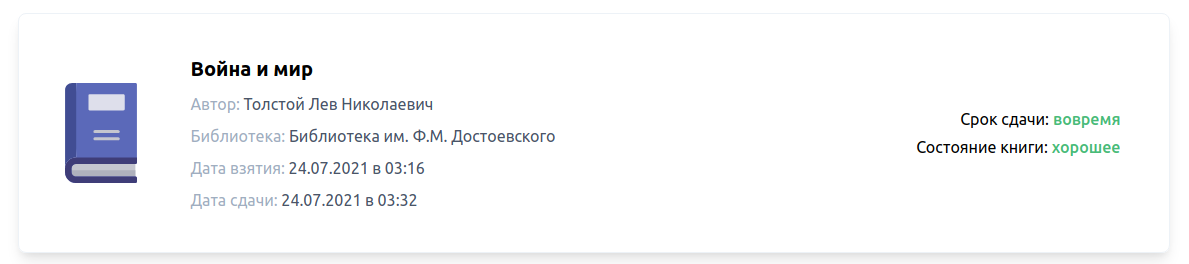 Война и мир
Автор: Толстой Лев Николаевич
Библиотека: Библиотека им. Ф.М. Достоевского
Дата взятия: 24.07.2021 в 03:16
Дата сдачи: 24.07.2021 в 03:32
Срок сдачи: вовремя
Состояние книги: хорошее